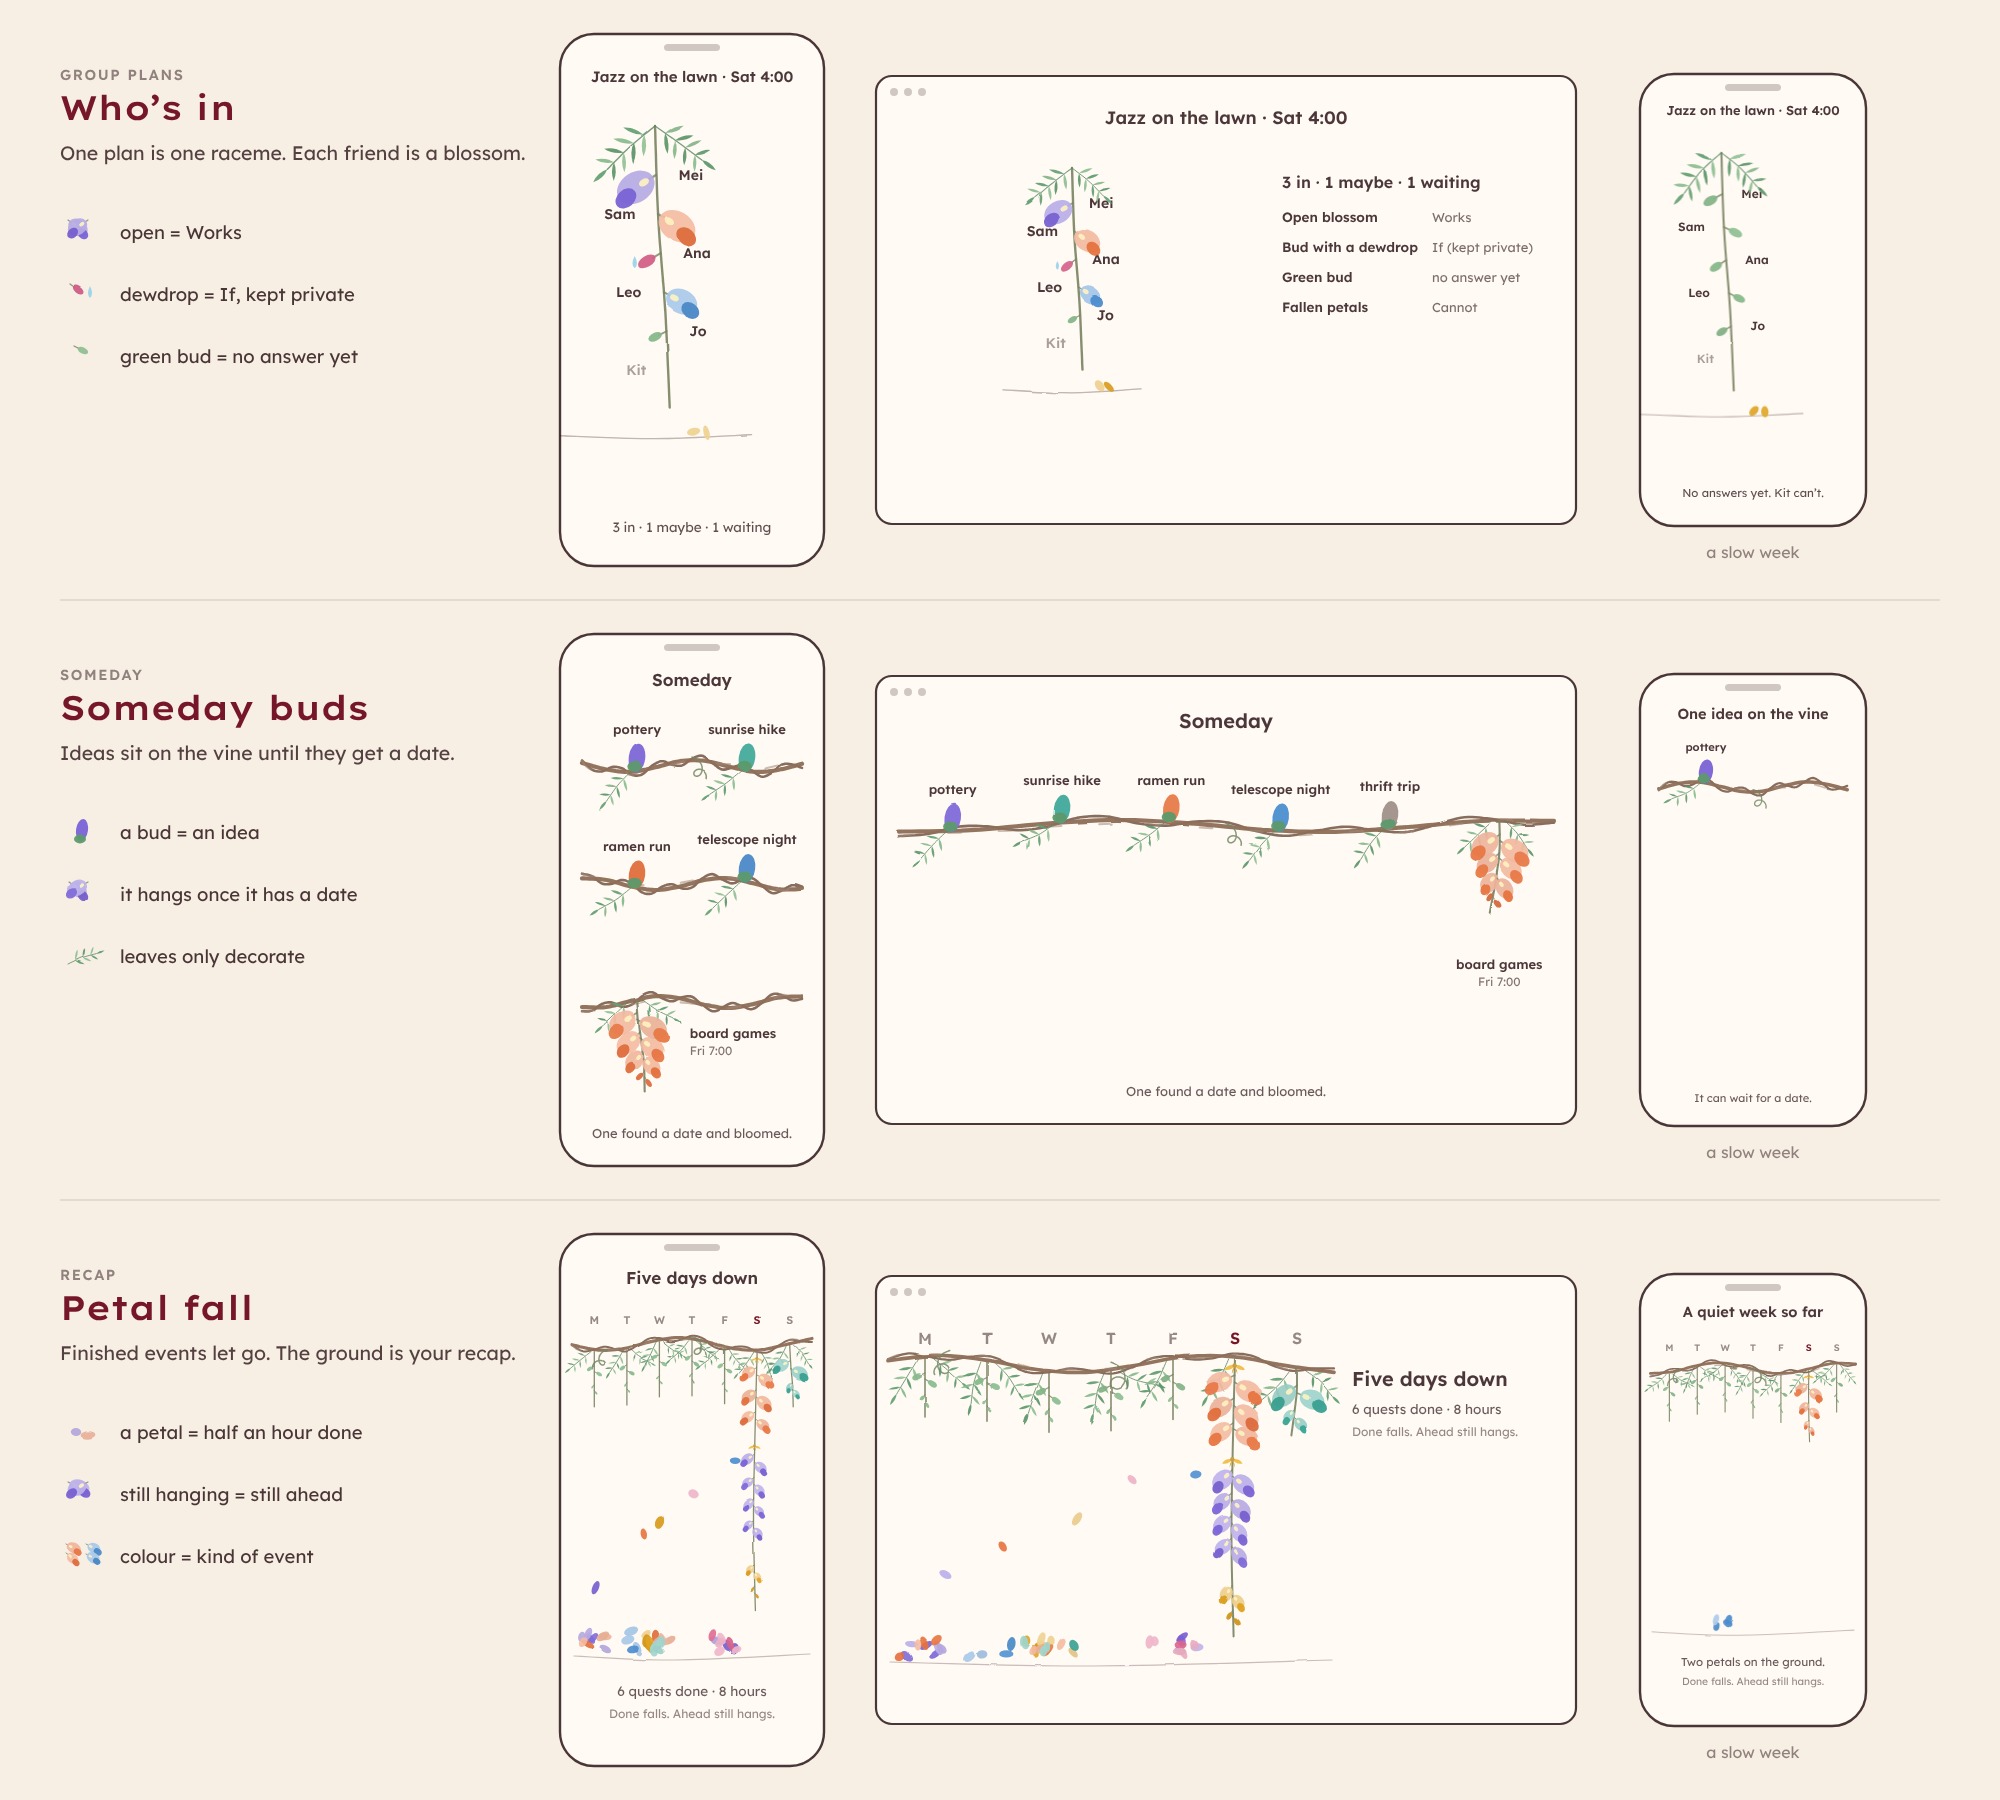 GROUP PLANS
Who’s in
One plan is one raceme. Each friend is a blossom.
open = Works
dewdrop = If, kept private
green bud = no answer yet
Jazz on the lawn · Sat 4:00
Mei
Sam
Ana
Leo
Jo
Kit
3 in · 1 maybe · 1 waiting
Jazz on the lawn · Sat 4:00
Mei
Sam
Ana
Leo
Jo
Kit
3 in · 1 maybe · 1 waiting
Open blossom Works
Bud with a dewdrop If (kept private)
Green bud no answer yet
Fallen petals Cannot
Jazz on the lawn · Sat 4:00
Mei
Sam
Ana
Leo
Jo
Kit
No answers yet. Kit can’t.
a slow week
SOMEDAY
Someday buds
Ideas sit on the vine until they get a date.
a bud = an idea
it hangs once it has a date
leaves only decorate
Someday
pottery sunrise hike
ramen run telescope night
board games
Fri 7:00
One found a date and bloomed.
Someday
pottery sunrise hike ramen run telescope night thrift trip
board games
Fri 7:00
One found a date and bloomed.
One idea on the vine
pottery
It can wait for a date.
a slow week
RECAP
Petal fall
Finished events let go. The ground is your recap.
a petal = half an hour done
still hanging = still ahead
colour = kind of event
Five days down
M T W T F S S
6 quests done · 8 hours
Done falls. Ahead still hangs.
M T W T F S S
Five days down
6 quests done · 8 hours
Done falls. Ahead still hangs.
A quiet week so far
M T W T F S S
Two petals on the ground.
Done falls. Ahead still hangs.
a slow week